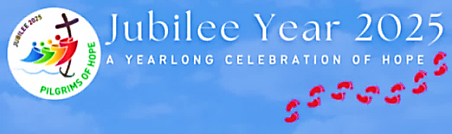 JUBILEE 2025
PILGRIMS OF HOPE
Jubilee Year 2025
A YEARLONG CELEBRATION OF HOPE